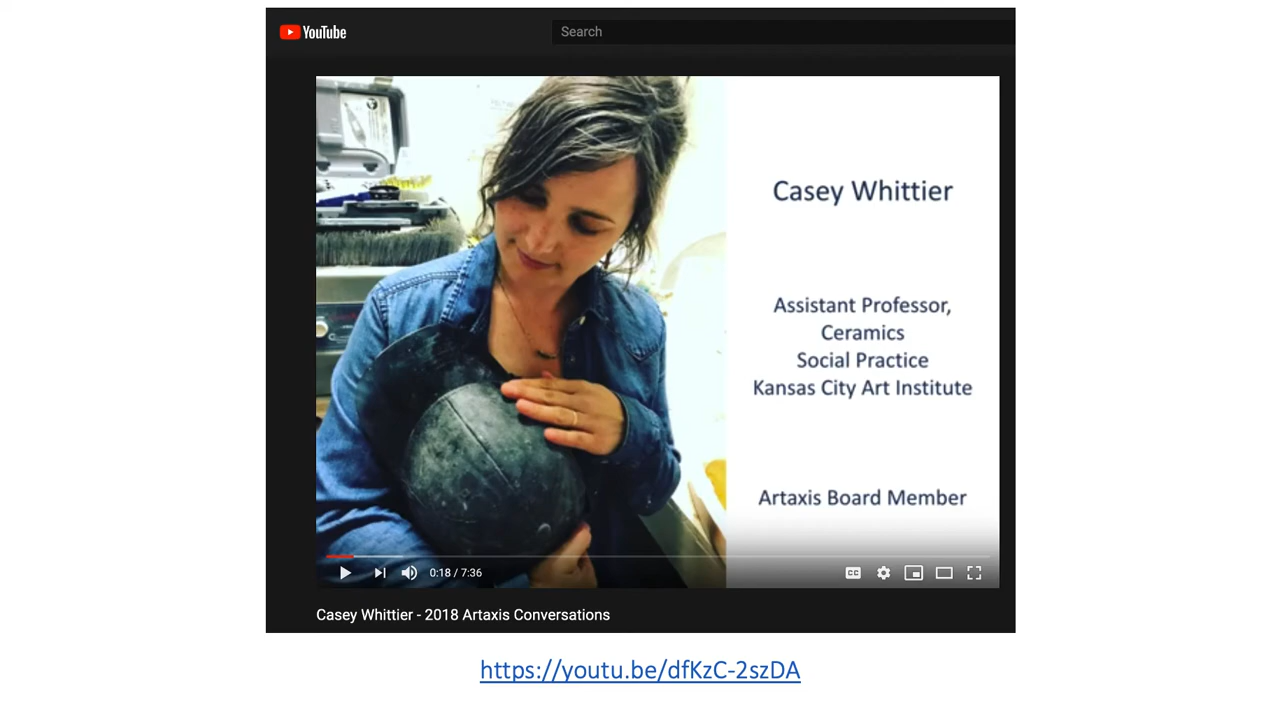 YouTube
Search
Casey Whittier
Assistant Professor,
Ceramics
Social Practice
Kansas City Art Institute
Artaxis Board Member
0:18 / 7:36
CC
Casey Whittier - 2018 Artaxis Conversations
https://youtu.be/dfKzC-2szDA